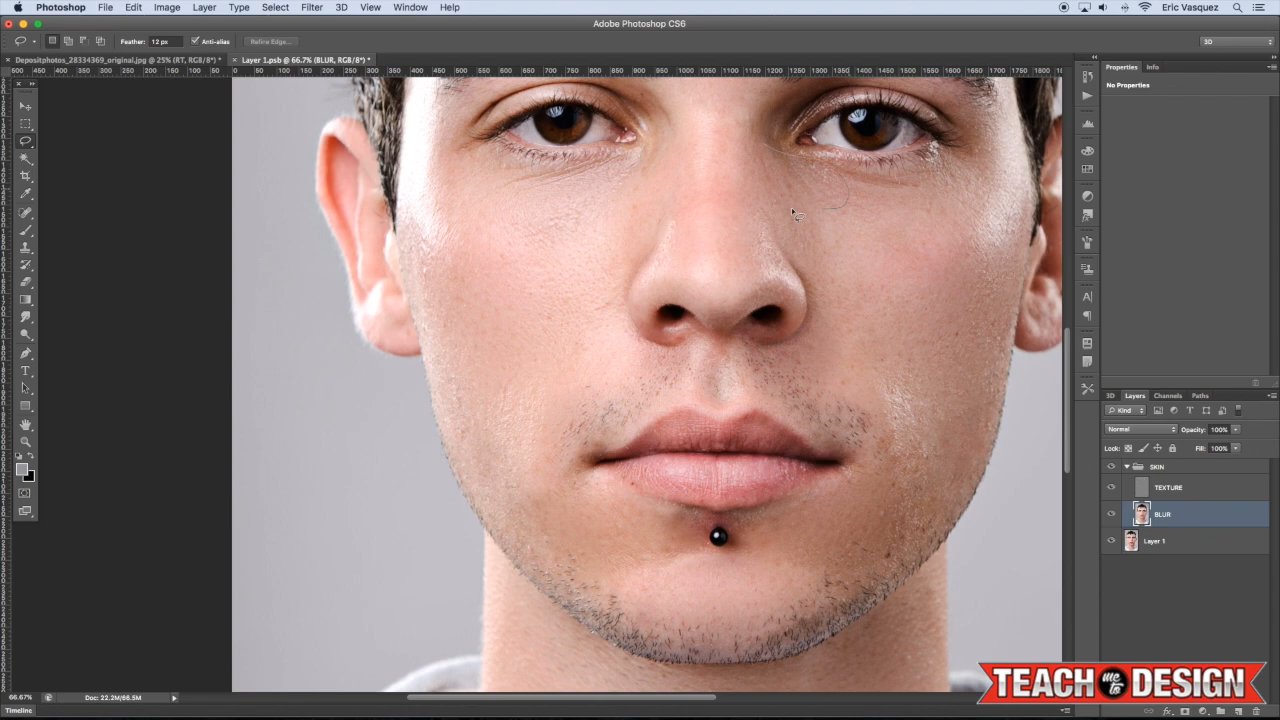 Photoshop File Edit Image Layer Type Select Filter 3D View Window Help Eric Vasquez
Adobe Photoshop CS6
Feather: 12 px Anti-alias Refine Edge... 3D
Depositphotos_28334369_original.jpg @ 25% (RT, RGB/8*) * Layer 1.psb @ 66.7% (BLUR, RGB/8*) *
Properties Info
No Properties
3D Layers Channels Paths
Kind
Normal Opacity: 100%
Lock: Fill: 100%
SKIN
TEXTURE
BLUR
Layer 1
TEACH me to DESIGN
66.67% Doc: 22.2M/66.5M
Timeline